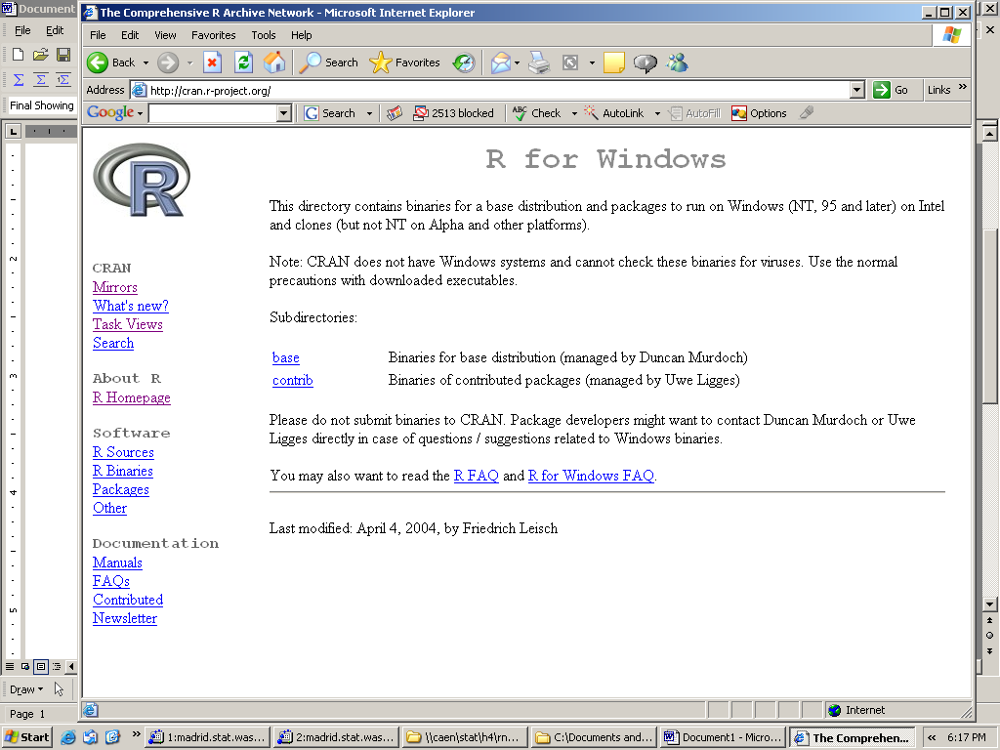 Document
The Comprehensive R Archive Network - Microsoft Internet Explorer
File Edit
File Edit View Favorites Tools Help
Back Search Favorites
Final Showing
Address http://cran.r-project.org/ Go Links »
Google Search 2513 blocked ABC Check AutoLink AutoFill Options
R
R for Windows
This directory contains binaries for a base distribution and packages to run on Windows (NT, 95 and later) on Intel
and clones (but not NT on Alpha and other platforms).
Note: CRAN does not have Windows systems and cannot check these binaries for viruses. Use the normal
precautions with downloaded executables.
Subdirectories:
base Binaries for base distribution (managed by Duncan Murdoch)
contrib Binaries of contributed packages (managed by Uwe Ligges)
Please do not submit binaries to CRAN. Package developers might want to contact Duncan Murdoch or Uwe
Ligges directly in case of questions / suggestions related to Windows binaries.
You may also want to read the R FAQ and R for Windows FAQ.
Last modified: April 4, 2004, by Friedrich Leisch
CRAN
Mirrors
What's new?
Task Views
Search
About R
R Homepage
Software
R Sources
R Binaries
Packages
Other
Documentation
Manuals
FAQs
Contributed
Newsletter
2
3
4
5
Draw
Page 1
Internet
Start » 1:madrid.stat.was... 2:madrid.stat.was... \\caen\stat\h4\rn... C:\Documents and... Document1 - Micro... The Comprehen... « 6:17 PM